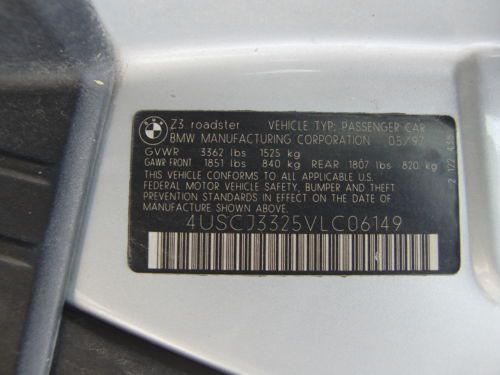 Z3 roadster VEHICLE TYP: PASSENGER CAR
BMW MANUFACTURING CORPORATION 05/97
GVWR 3362 lbs 1525 kg
GAWR FRONT 1851 lbs 840 kg REAR 1807 lbs 820 kg
THIS VEHICLE CONFORMS TO ALL APPLICABLE U.S.
FEDERAL MOTOR VEHICLE SAFETY, BUMPER AND THEFT
PREVENTION STANDARDS IN EFFECT ON THE DATE OF
MANUFACTURE SHOWN ABOVE.
4USCJ3325VLC06149